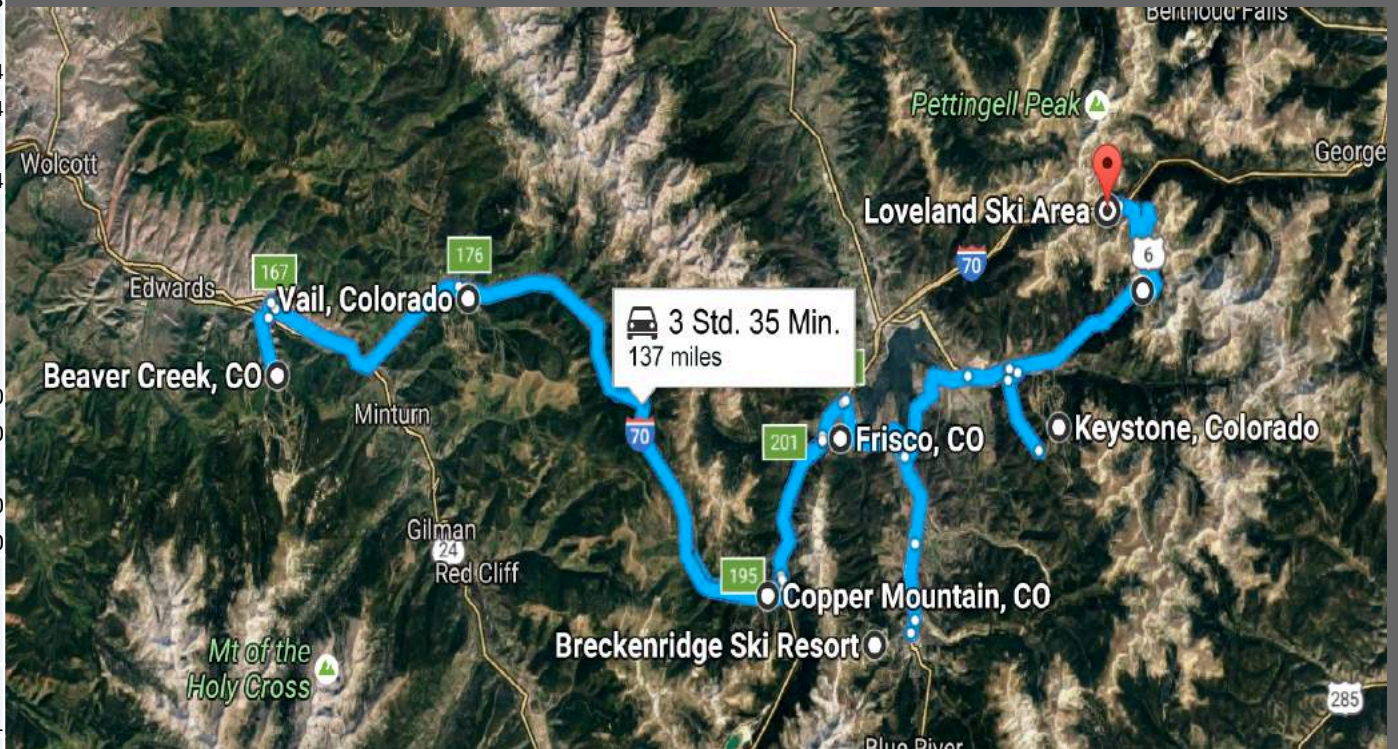 Berthoud Falls
Pettingell Peak
Wolcott
George
Loveland Ski Area
70
6
176
167
Edwards
Vail, Colorado
3 Std. 35 Min.
137 miles
Beaver Creek, CO
Minturn
70
201
Frisco, CO
Keystone, Colorado
Gilman
24
Red Cliff
195
Copper Mountain, CO
Breckenridge Ski Resort
Mt of the
Holy Cross
285
Blue River